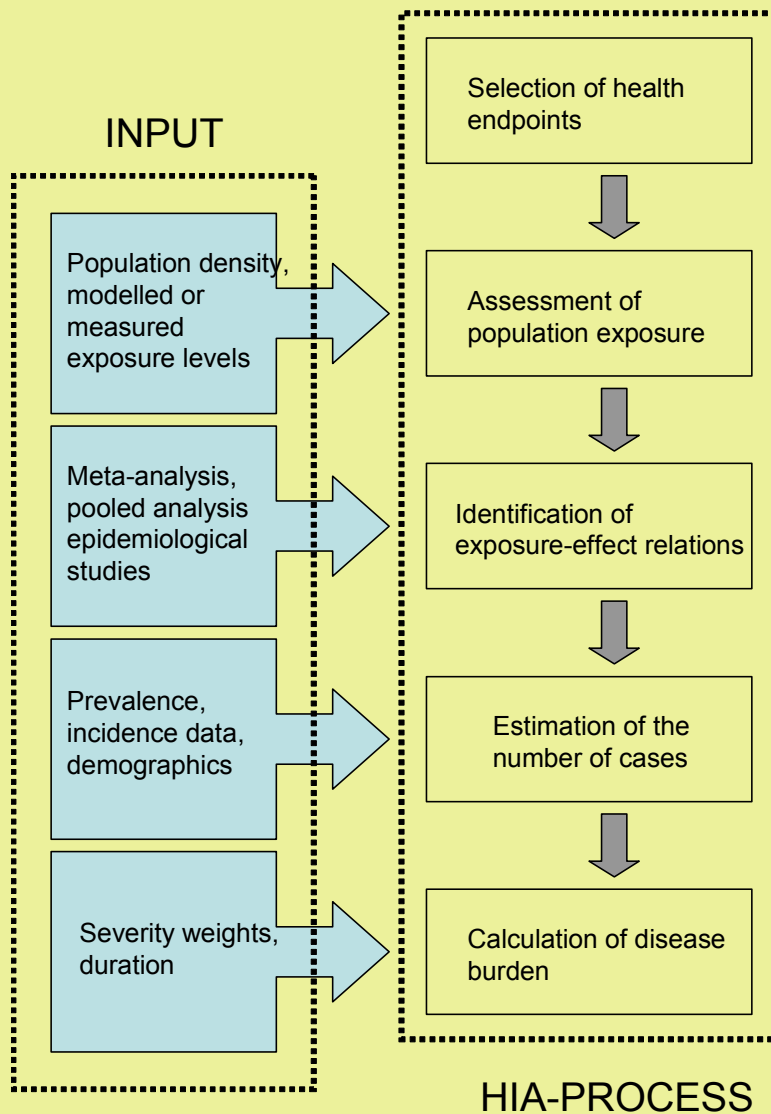 INPUT
Population density,
modelled or
measured
exposure levels
Meta-analysis,
pooled analysis
epidemiological
studies
Prevalence,
incidence data,
demographics
Severity weights,
duration
Selection of health
endpoints
Assessment of
population exposure
Identification of
exposure-effect relations
Estimation of the
number of cases
Calculation of disease
burden
HIA-PROCESS